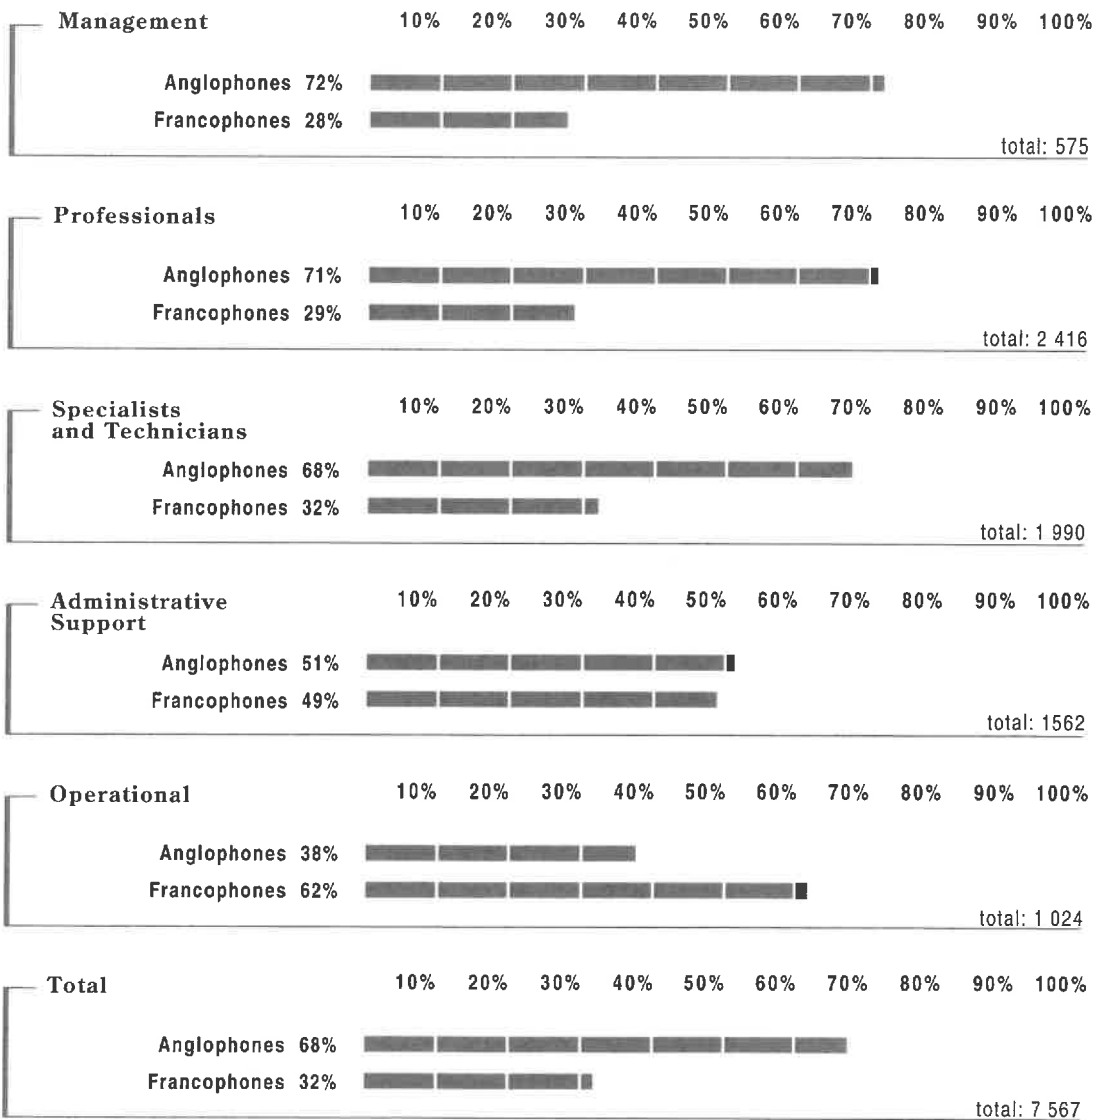 Management 10% 20% 30% 40% 50% 60% 70% 80% 90% 100%
Anglophones 72%
Francophones 28%
total: 575
Professionals 10% 20% 30% 40% 50% 60% 70% 80% 90% 100%
Anglophones 71%
Francophones 29%
total: 2 416
Specialists 10% 20% 30% 40% 50% 60% 70% 80% 90% 100%
and Technicians
Anglophones 68%
Francophones 32%
total: 1 990
Administrative 10% 20% 30% 40% 50% 60% 70% 80% 90% 100%
Support
Anglophones 51%
Francophones 49%
total: 1562
Operational 10% 20% 30% 40% 50% 60% 70% 80% 90% 100%
Anglophones 38%
Francophones 62%
total: 1 024
Total 10% 20% 30% 40% 50% 60% 70% 80% 90% 100%
Anglophones 68%
Francophones 32%
total: 7 567